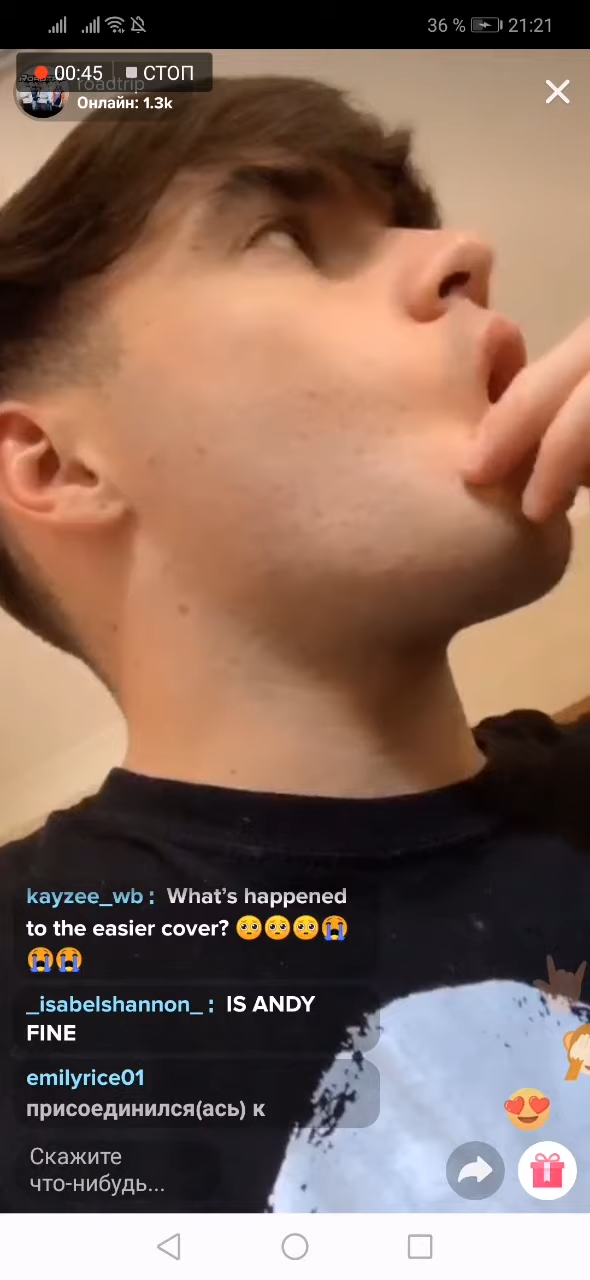 36 % 21:21
00:45 СТОП
roadtrip
Онлайн: 1.3k
kayzee_wb : What's happened
to the easier cover? 🥺🥺🥺😭
😭😭
_isabelshannon_ : IS ANDY
FINE
emilyrice01
присоединился(ась) к
Скажите
что-нибудь...